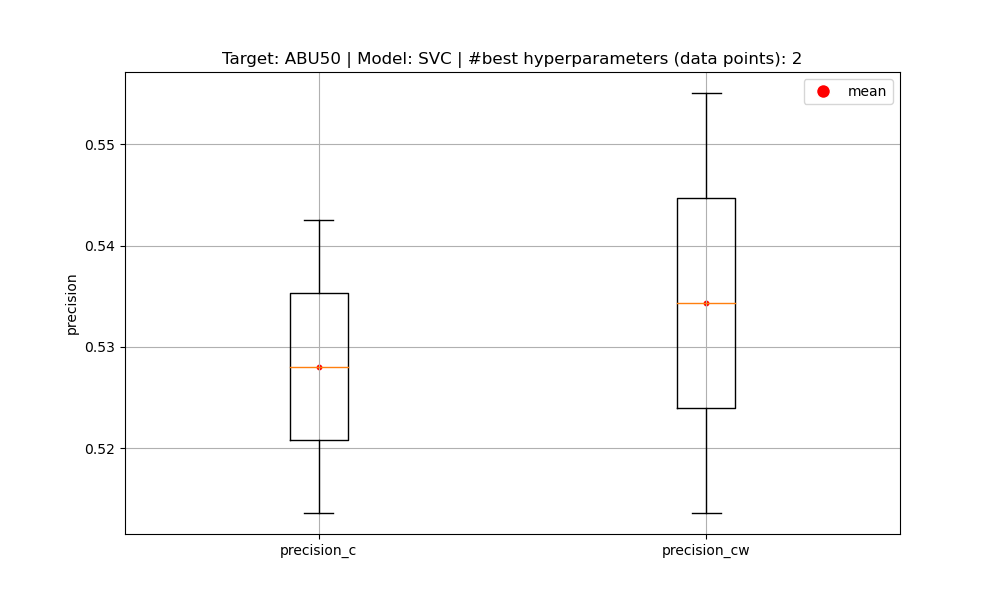 Target: ABU50 | Model: SVC | #best hyperparameters (data points): 2
mean
0.55
0.54
0.53
0.52
precision
precision_c
precision_cw